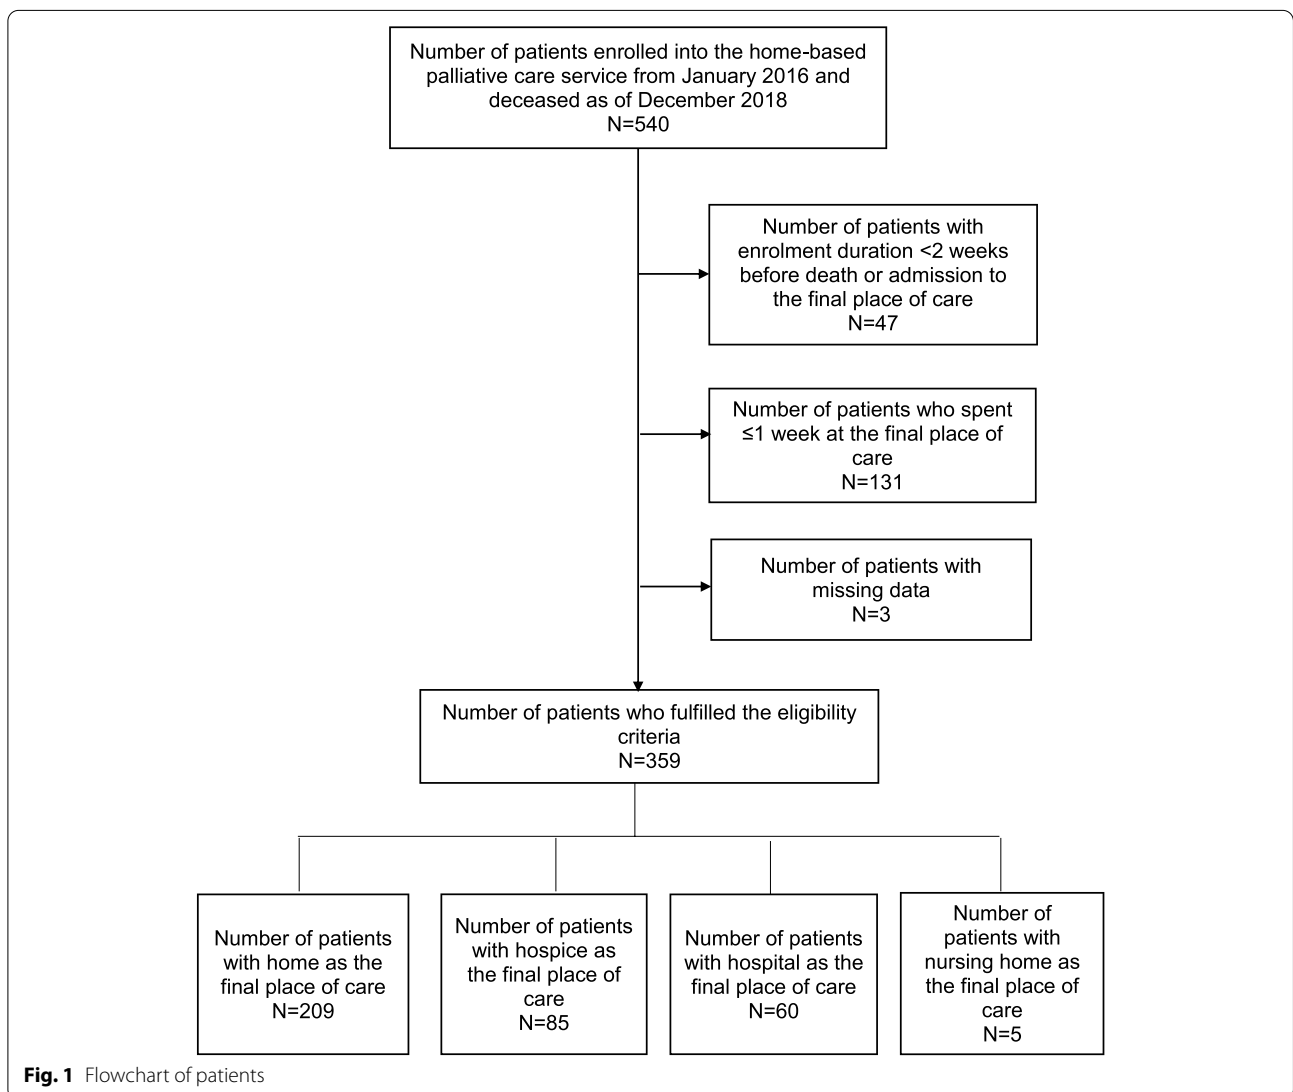 Number of patients enrolled into the home-based
palliative care service from January 2016 and
deceased as of December 2018
N=540
Number of patients with
enrolment duration <2 weeks
before death or admission to
the final place of care
N=47
Number of patients who spent
≤1 week at the final place of
care
N=131
Number of patients with
missing data
N=3
Number of patients who fulfilled the eligibility
criteria
N=359
Number of patients
with home as the
final place of care
N=209
Number of patients
with hospice as
the final place of
care
N=85
Number of patients
with hospital as the
final place of care
N=60
Number of
patients with
nursing home as
the final place of
care
N=5
Fig. 1 Flowchart of patients